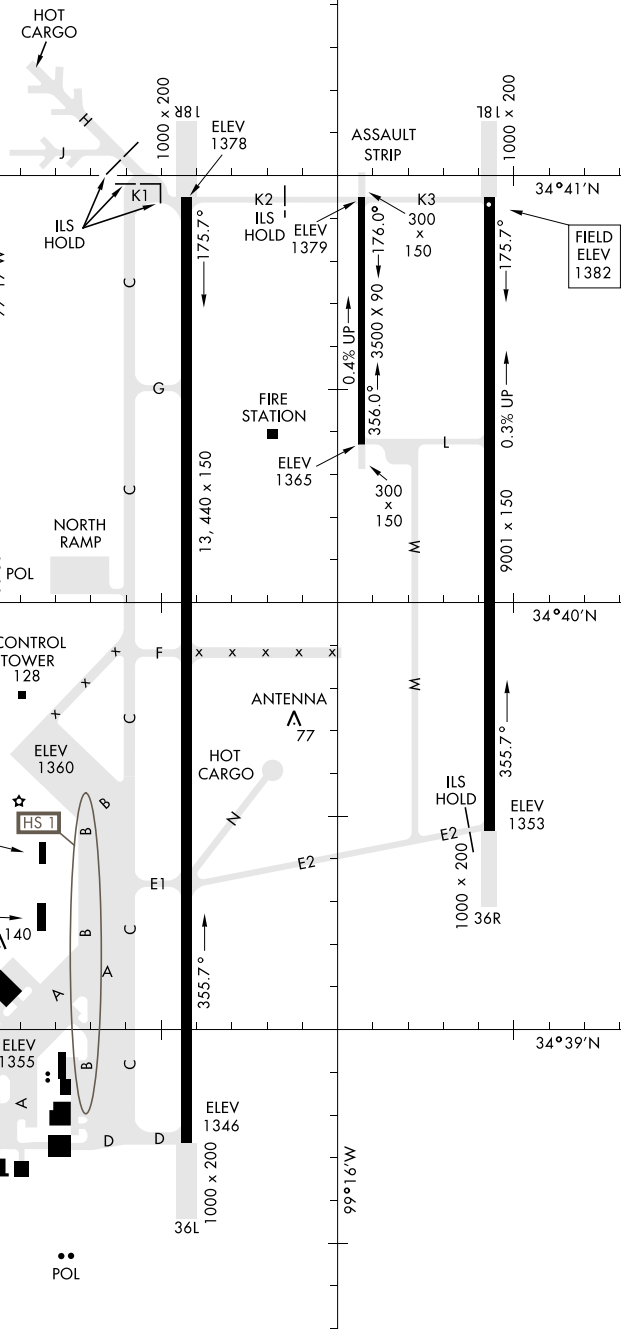 HOT
CARGO
H
J
ILS
HOLD
K1
1000 x 200
18R
ELEV
1378
K2
ILS
HOLD
ASSAULT
STRIP
ELEV
1379
300
x
150
K3
1000 x 200
18L
34°41'N
FIELD
ELEV
1382
175.7°
176.0°
175.7°
C
G
C
13, 440 x 150
FIRE
STATION
0.4% UP
3500 X 90
356.0°
ELEV
1365
300
x
150
L
0.3% UP
9001 x 150
W
W
NORTH
RAMP
POL
34°40'N
CONTROL
TOWER
128
x
x
x
F
x
x
x
x
x
C
ANTENNA
77
ELEV
1360
HOT
CARGO
N
355.7°
ILS
HOLD
ELEV
1353
HS 1
B
B
E1
E2
E2
1000 x 200
36R
140
B
A
A
C
355.7°
34°39'N
ELEV
1355
B
C
A
ELEV
1346
D
D
1000 x 200
36L
99°16'W
POL